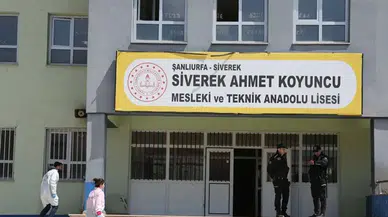 ŞANLIURFA - SİVEREK
SİVEREK AHMET KOYUNCU
MESLEKİ ve TEKNİK ANADOLU LİSESİ